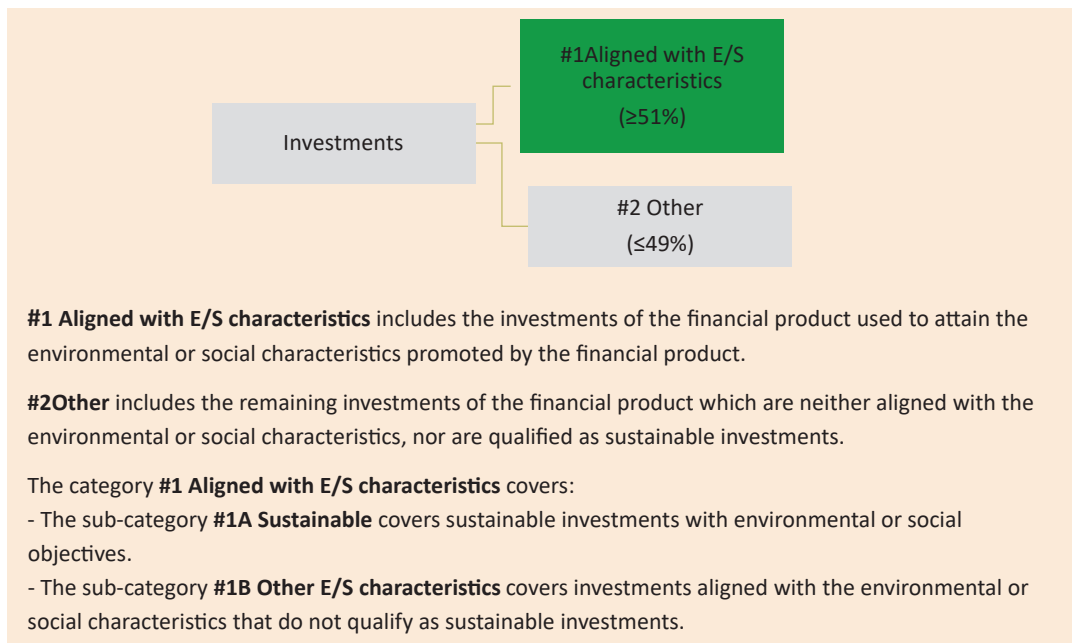 #1Aligned with E/S
characteristics
(≥51%)
Investments
#2 Other
(≤49%)
#1 Aligned with E/S characteristics includes the investments of the financial product used to attain the
environmental or social characteristics promoted by the financial product.
#2Other includes the remaining investments of the financial product which are neither aligned with the
environmental or social characteristics, nor are qualified as sustainable investments.
The category #1 Aligned with E/S characteristics covers:
- The sub-category #1A Sustainable covers sustainable investments with environmental or social
objectives.
- The sub-category #1B Other E/S characteristics covers investments aligned with the environmental or
social characteristics that do not qualify as sustainable investments.